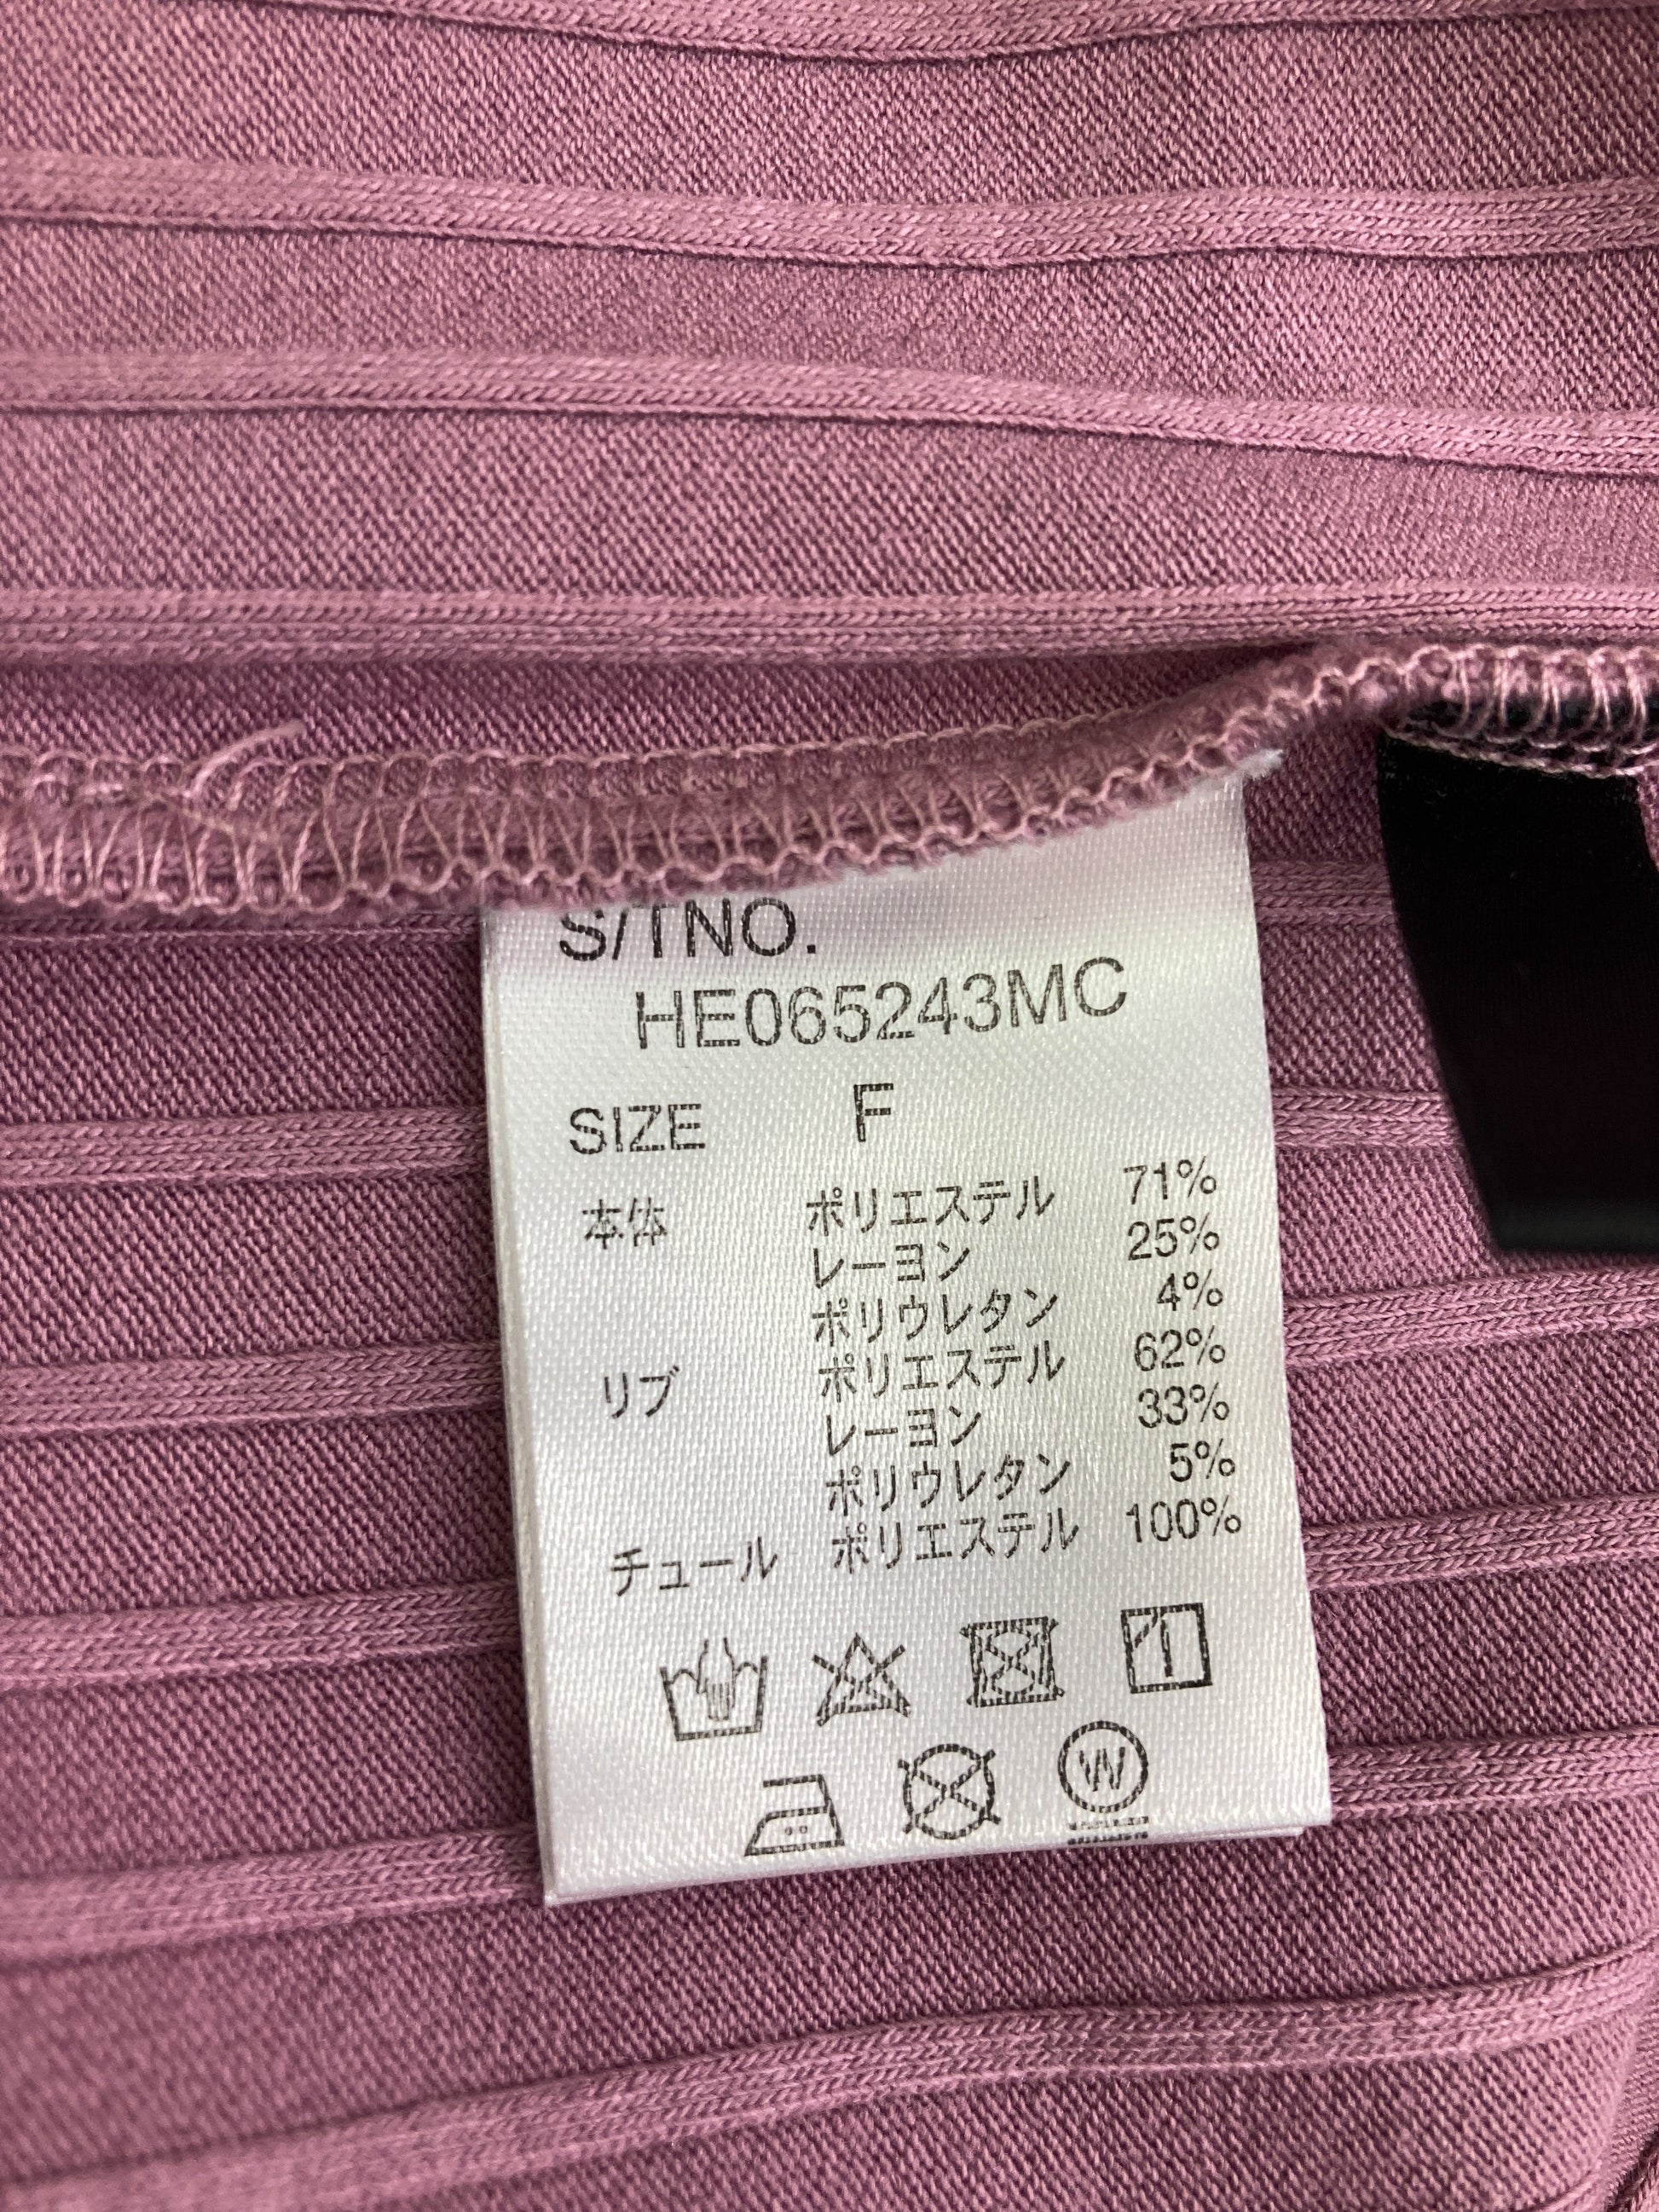 S/TNO.
HE065243MC
SIZE F
本体 ポリエステル 71%
レーヨン 25%
ポリウレタン 4%
リブ ポリエステル 62%
レーヨン 33%
ポリウレタン 5%
チュール ポリエステル 100%
W